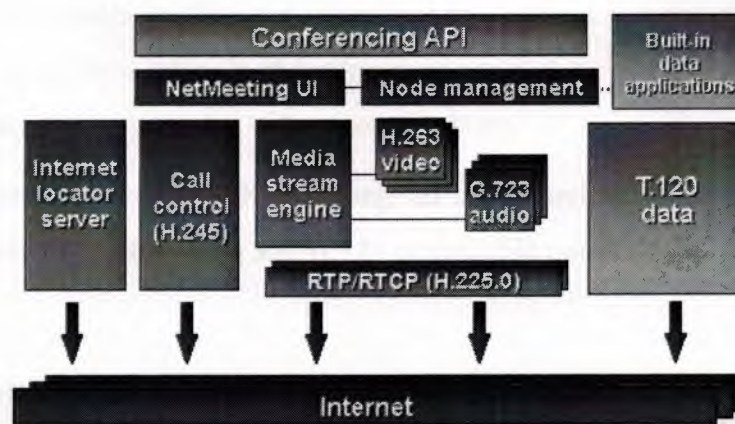 Conferencing API
Built-in
data
applications
NetMeeting UI
Node management
Internet
locator
server
Call
control
(H.245)
Media
stream
engine
H.263
video
G.723
audio
T.120
data
RTP/RTCP (H.225.0)
Internet